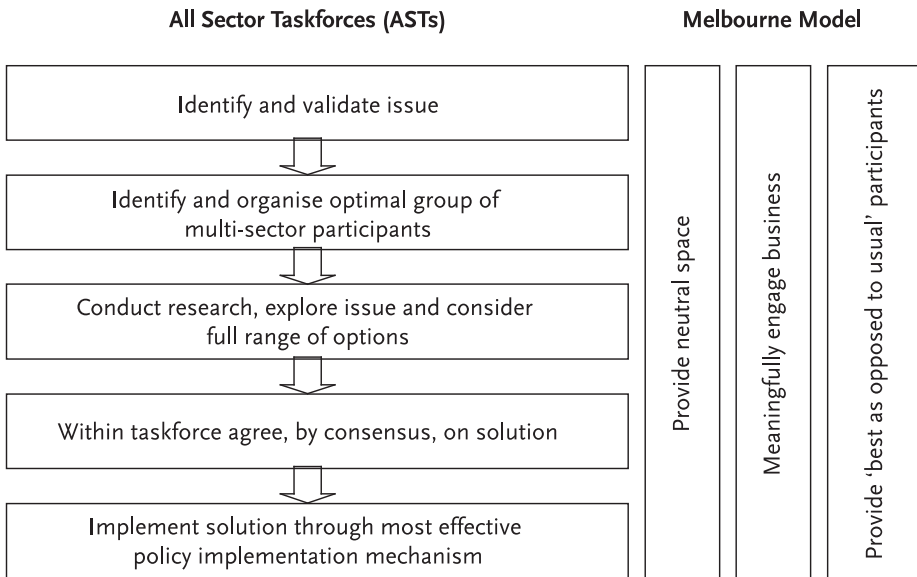 All Sector Taskforces (ASTs)
Melbourne Model
Identify and validate issue
Identify and organise optimal group of
multi-sector participants
Conduct research, explore issue and consider
full range of options
Within taskforce agree, by consensus, on solution
Implement solution through most effective
policy implementation mechanism
Provide neutral space
Meaningfully engage business
Provide ‘best as opposed to usual’ participants